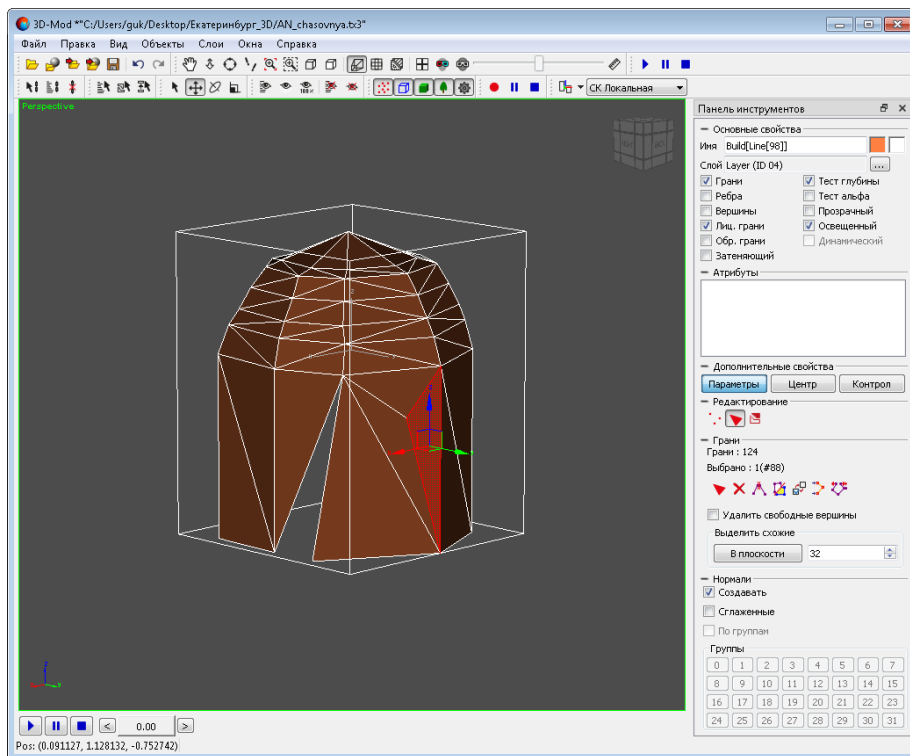 3D-Mod *"C:/Users/guk/Desktop/Екатеринбург_3D/AN_chasovnya.tx3"
Файл Правка Вид Объекты Слои Окна Справка
СК Локальная
Perspective
Панель инструментов
Основные свойства
Имя Build[Line[98]]
Слой Layer (ID 04) ...
Грани Тест глубины
Ребра Тест альфа
Вершины Прозрачный
Лиц. грани Освещенный
Обр. грани Динамический
Затеняющий
Атрибуты
Дополнительные свойства
Параметры Центр Контрол
Редактирование
Грани
Грани : 124
Выбрано : 1(#88)
Удалить свободные вершины
Выделить схожие
В плоскости 32
Нормали
Создавать
Сглаженные
По группам
Группы
0 1 2 3 4 5 6 7
8 9 10 11 12 13 14 15
16 17 18 19 20 21 22 23
24 25 26 27 28 29 30 31
< 0.00 >
Pos: (0.091127, 1.128132, -0.752742)